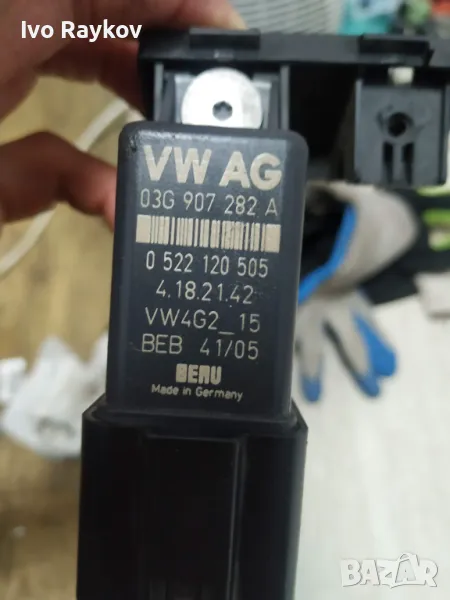 Ivo Raykov
VW AG
03G 907 282 A
0 522 120 505
4.18.21.42
VW4G2_15
BEB 41/05
BERU
Made in Germany
BAZAR